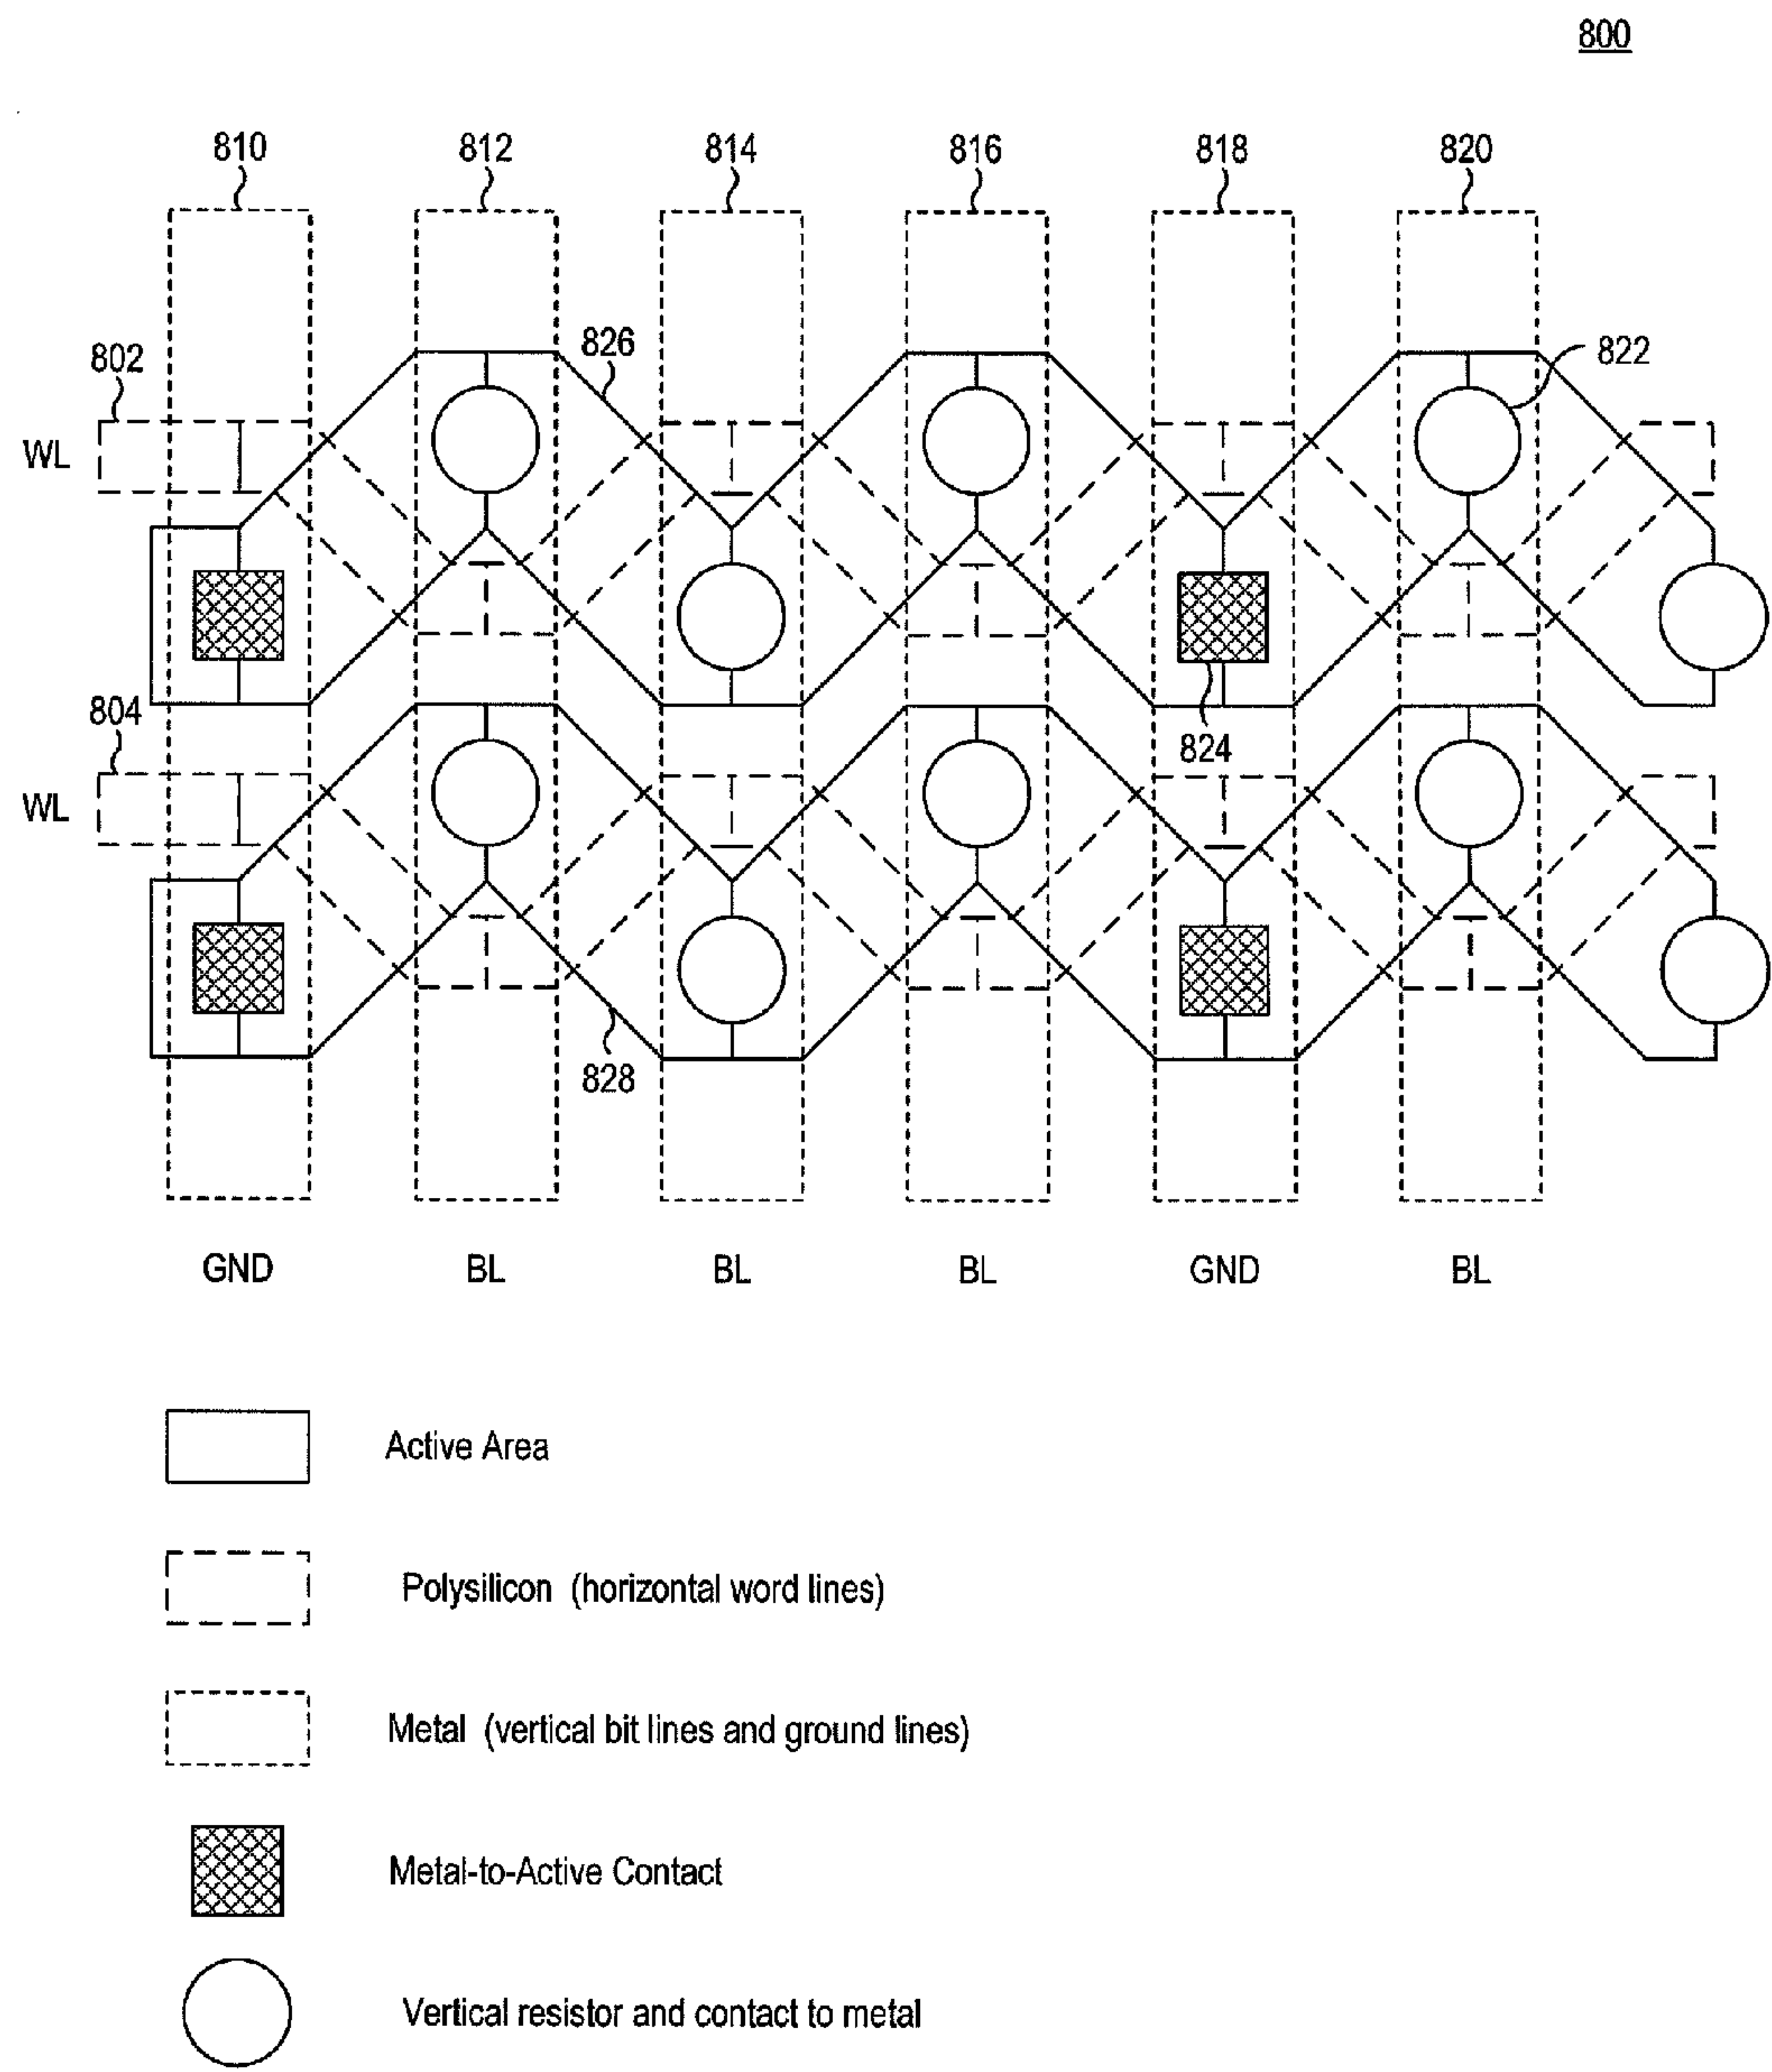 800
810 812 814 816 818 820
826
802
822
WL
804
824
WL
828
GND BL BL BL GND BL
Active Area
Polysilicon (horizontal word lines)
Metal (vertical bit lines and ground lines)
Metal-to-Active Contact
Vertical resistor and contact to metal